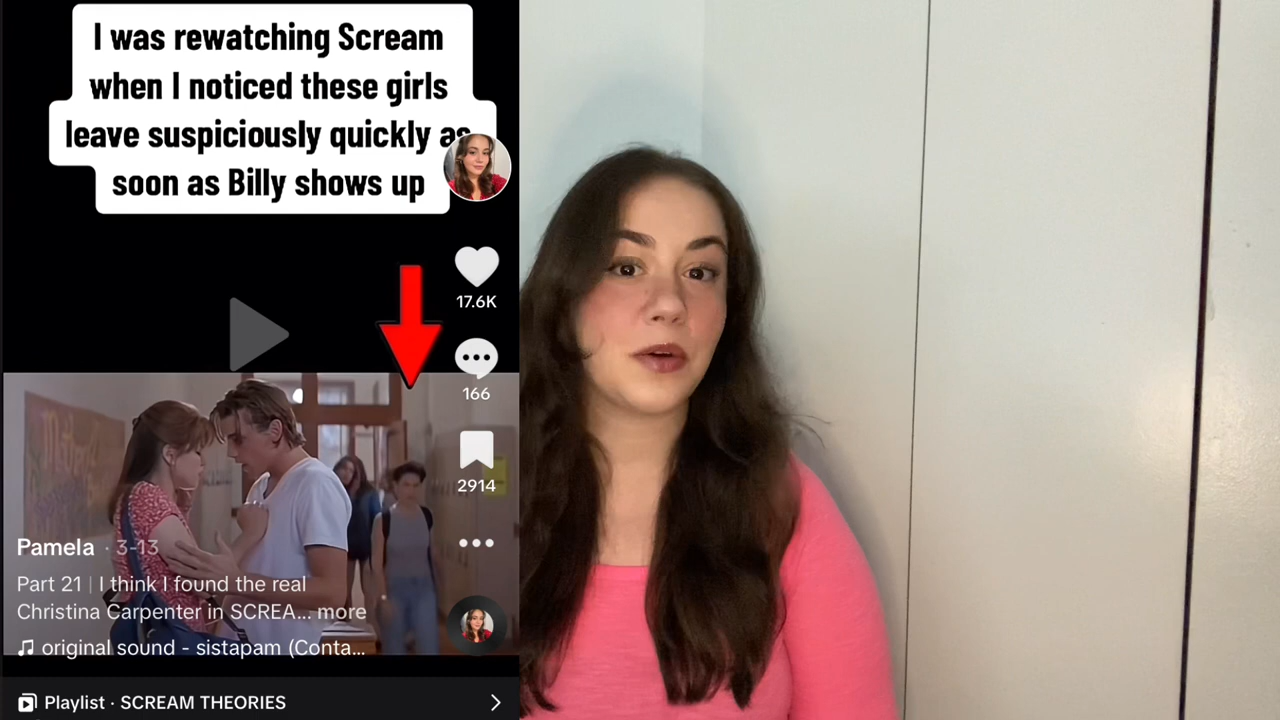 I was rewatching Scream
when I noticed these girls
leave suspiciously quickly as
soon as Billy shows up
17.6K
166
2914
Pamela · 3-13
Part 21 | I think I found the real
Christina Carpenter in SCREA... more
original sound - sistapam (Conta...
Playlist · SCREAM THEORIES